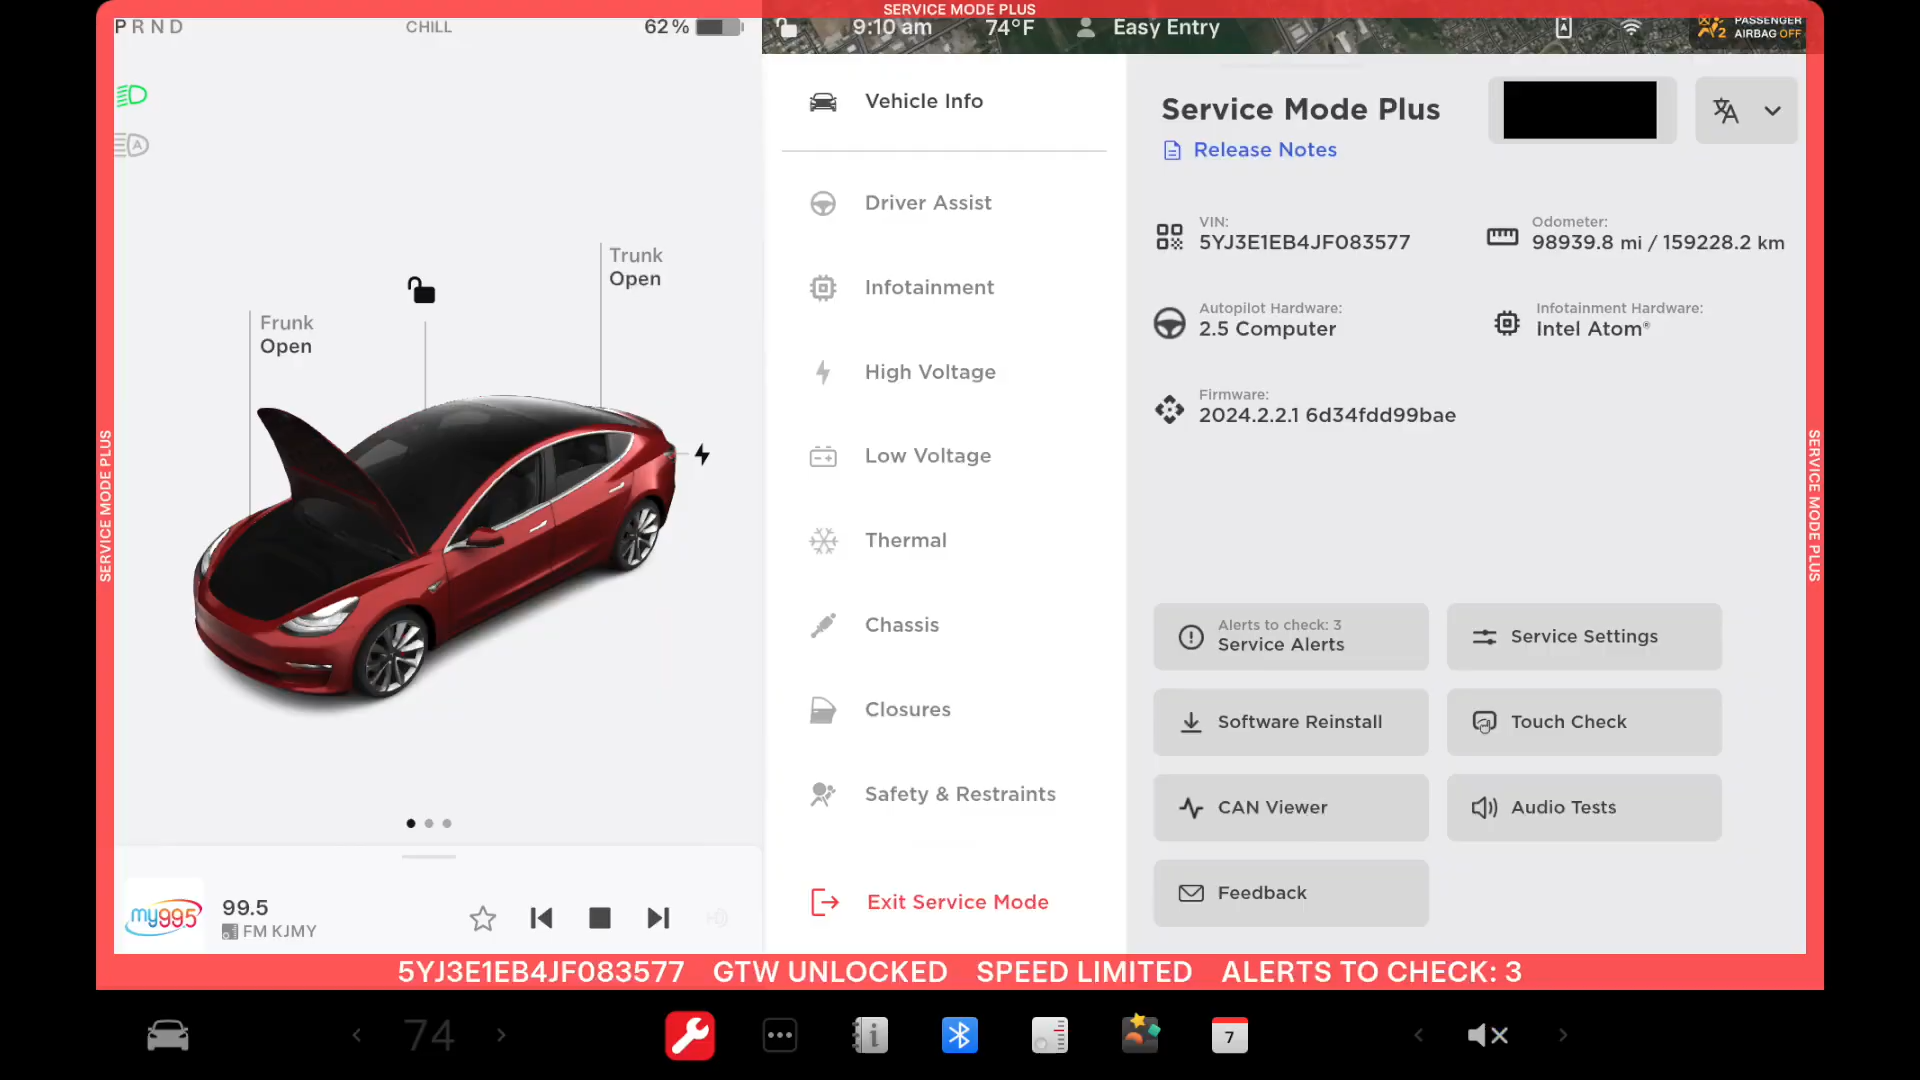 SERVICE MODE PLUS
P R N D
CHILL
62 %
9:10 am
74°F
Easy Entry
2
PASSENGER
AIRBAG OFF
A
Trunk
Open
Frunk
Open
SERVICE MODE PLUS
my99.5
99.5
FM KJMY
Vehicle Info
Driver Assist
Infotainment
High Voltage
Low Voltage
Thermal
Chassis
Closures
Safety & Restraints
Exit Service Mode
Service Mode Plus
Release Notes
VIN:
5YJ3E1EB4JF083577
Odometer:
98939.8 mi / 159228.2 km
Autopilot Hardware:
2.5 Computer
Infotainment Hardware:
Intel Atom®
Firmware:
2024.2.2.1 6d34fdd99bae
Alerts to check: 3
Service Alerts
Service Settings
Software Reinstall
Touch Check
CAN Viewer
Audio Tests
Feedback
SERVICE MODE PLUS
5YJ3E1EB4JF083577 GTW UNLOCKED SPEED LIMITED ALERTS TO CHECK: 3
74
7